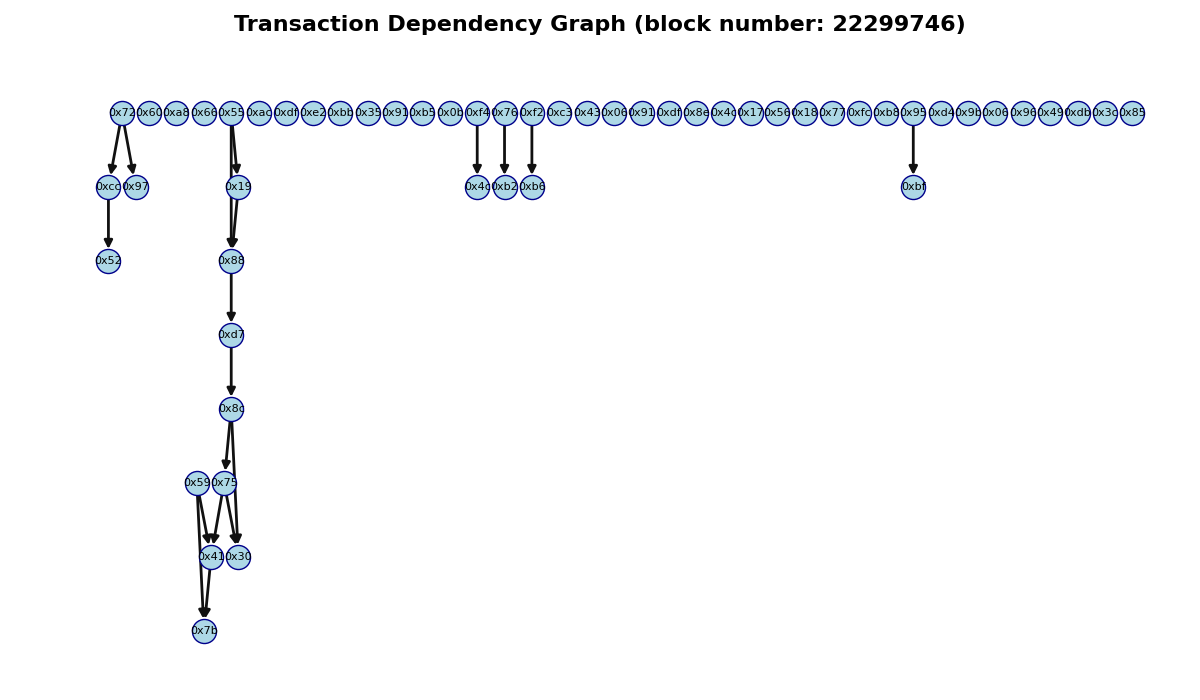 Transaction Dependency Graph (block number: 22299746)
0x72 0x60 0xa8 0x66 0x55 0xac 0xdf 0xe2 0xbb 0x35 0x91 0xb5 0x0b 0xf4 0x76 0xf2 0xc3 0x43 0x06 0x91 0xdf 0x8e 0x4c 0x17 0x56 0x18 0x77 0xfc 0xb8 0x95 0xd4 0x9b 0x06 0x96 0x49 0xdb 0x3c 0x85
0xcc 0x97 0x19 0x4c 0xb2 0xb6 0xbf
0x52 0x88
0xd7
0x8c
0x59 0x75
0x41 0x30
0x7b